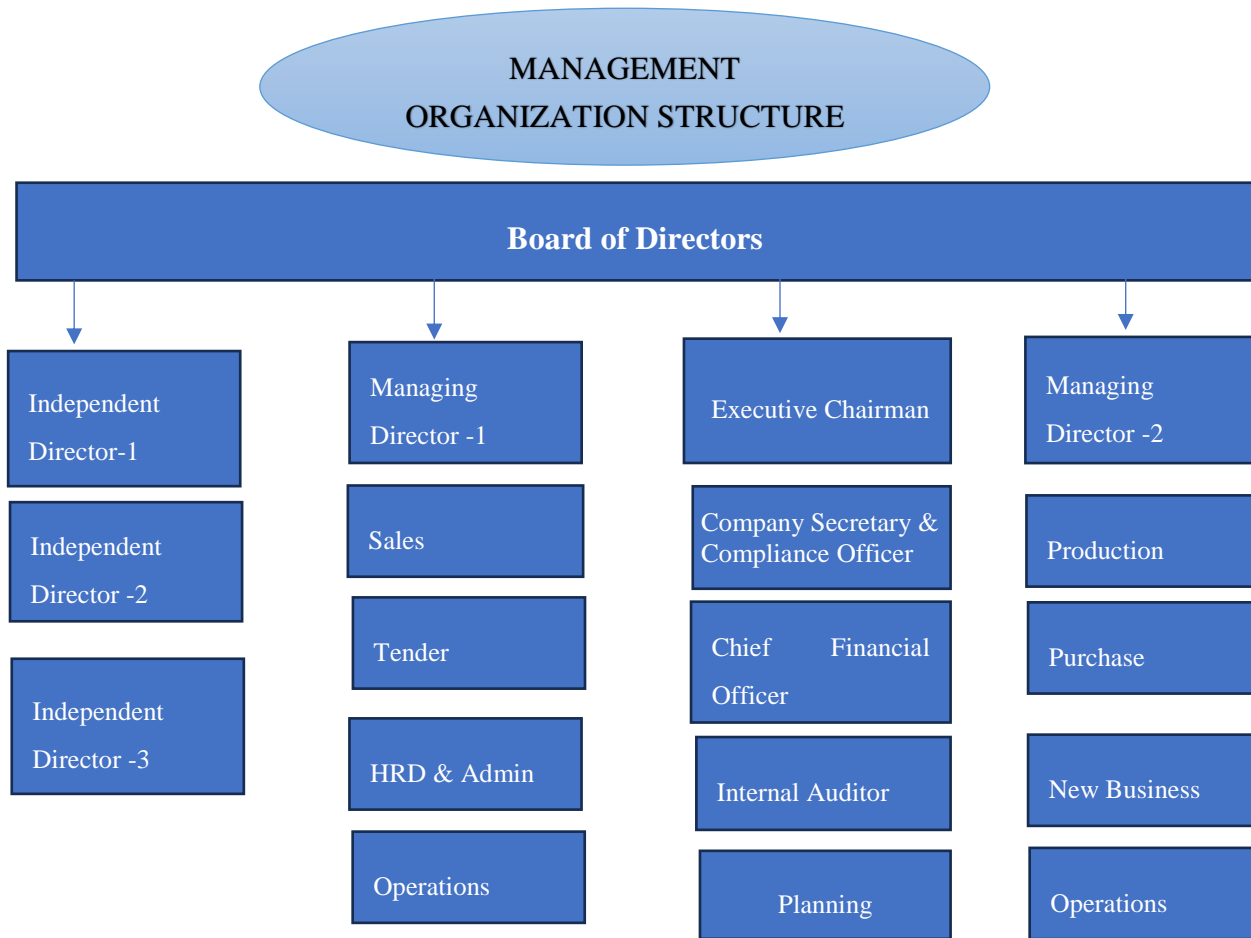 MANAGEMENT
ORGANIZATION STRUCTURE
Board of Directors
Independent
Director-1
Independent
Director -2
Independent
Director -3
Managing
Director -1
Sales
Tender
HRD & Admin
Operations
Executive Chairman
Company Secretary &
Compliance Officer
Chief Financial
Officer
Internal Auditor
Planning
Managing
Director -2
Production
Purchase
New Business
Operations